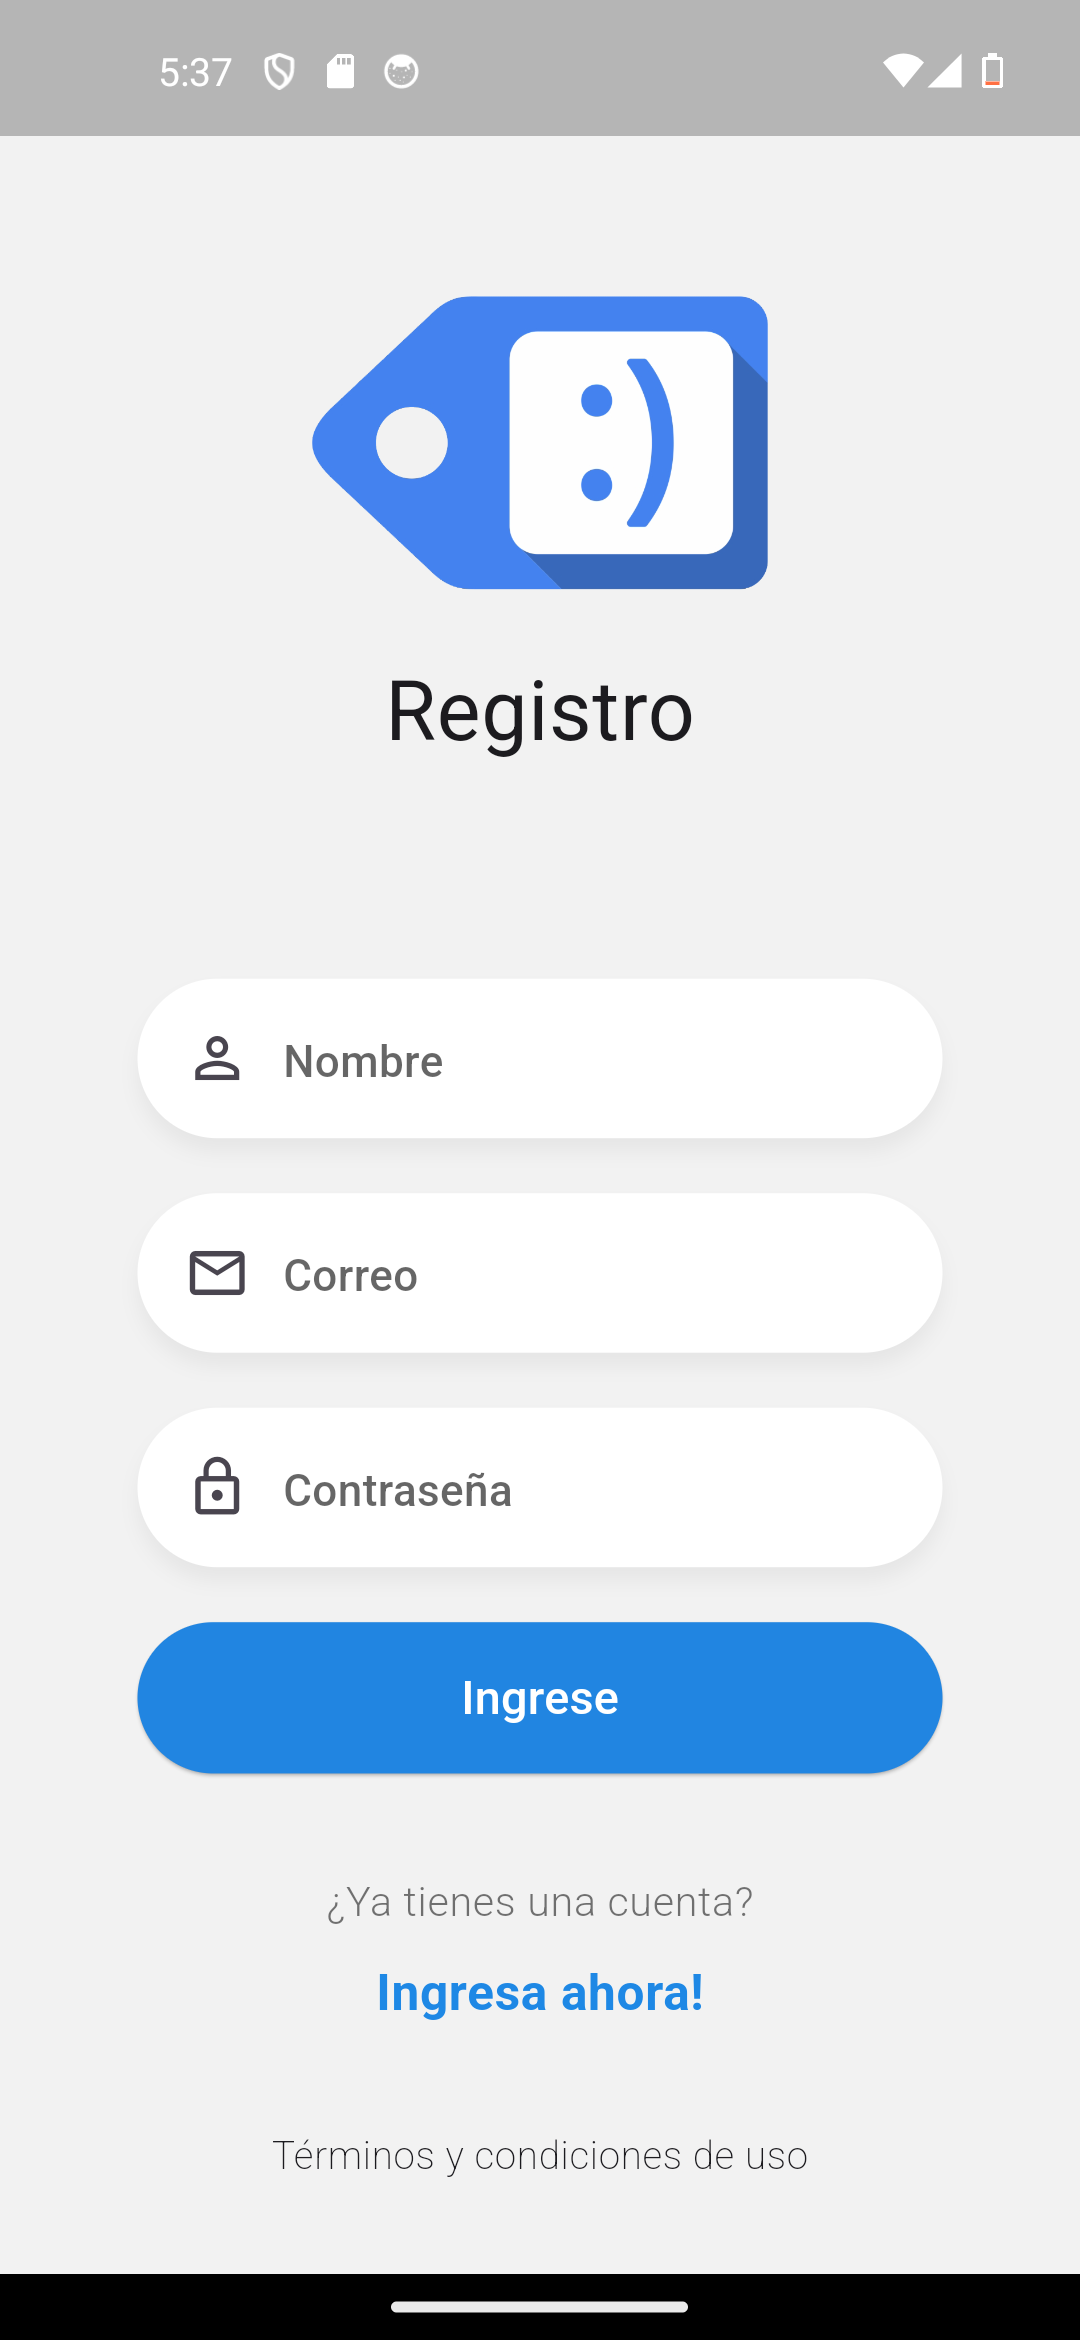 5:37
:)
Registro
Nombre
Correo
Contraseña
Ingrese
¿Ya tienes una cuenta?
Ingresa ahora!
Términos y condiciones de uso